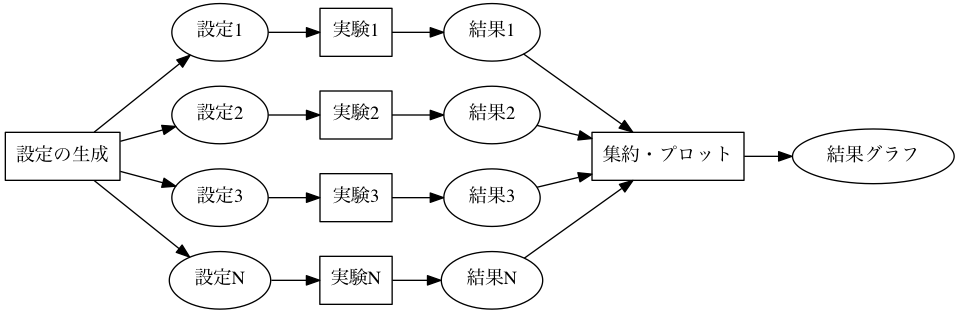 設定1
実験1
結果1
設定2
実験2
結果2
設定の生成
集約・プロット
結果グラフ
設定3
実験3
結果3
設定N
実験N
結果N